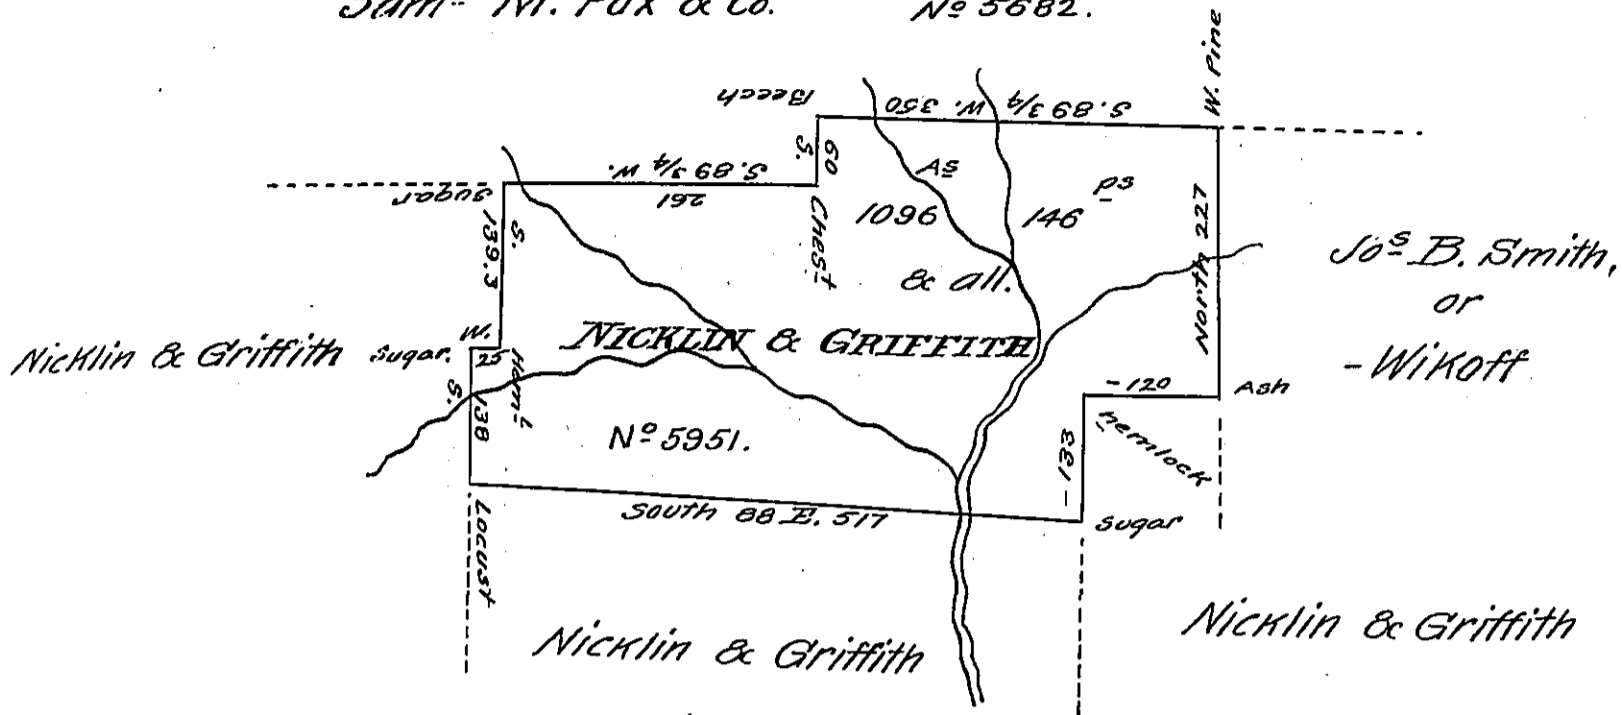 Saml M. Fox & Co. No 5682.
W. Pine
Beech
S. 89 3/4 W. 350
S. 60
Sugar
S. 89 3/4 W.
261
As ps
1096 146
& all.
Chest
S. 139.3
North 227
Jos B. Smith,
or
- Wikoff
Nicklin & Griffith
Sugar.
W.
25
Heml
NICKLIN & GRIFFITH
S. 138
No 5951.
-120
Ash
hemlock
-183
Sugar
South 88 E. 517
Locust
Nicklin & Griffith
Nicklin & Griffith